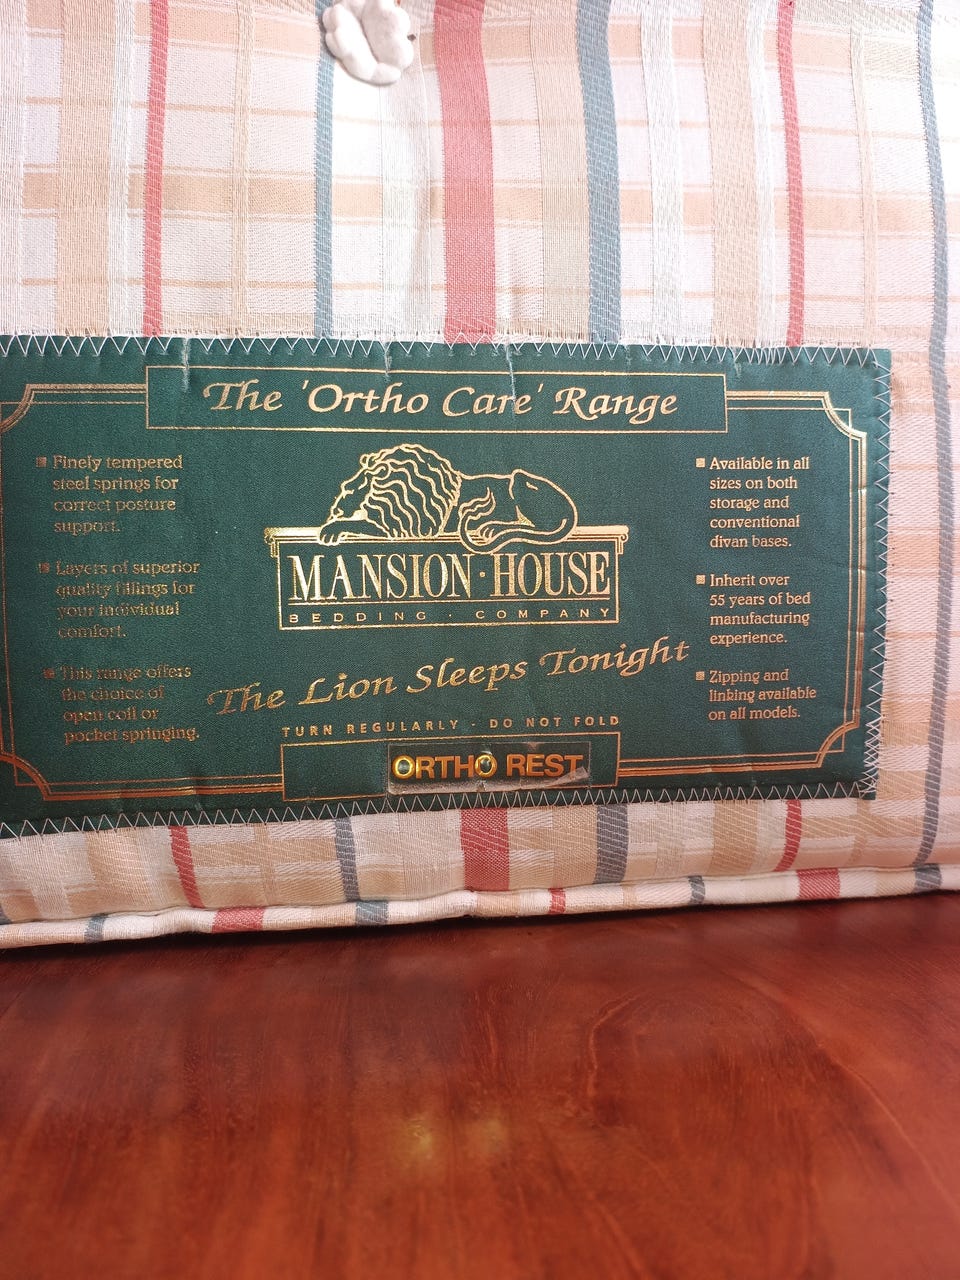 The 'Ortho Care' Range
Finely tempered
steel springs for
correct posture
support.
Layers of superior
quality fillings for
your individual
comfort.
This range offers
the choice of
open coil or
pocket springing.
MANSION · HOUSE
BEDDING · COMPANY
The Lion Sleeps Tonight
TURN REGULARLY - DO NOT FOLD
ORTHO REST
Available in all
sizes on both
storage and
conventional
divan bases.
Inherit over
55 years of bed
manufacturing
experience.
Zipping and
linking available
on all models.